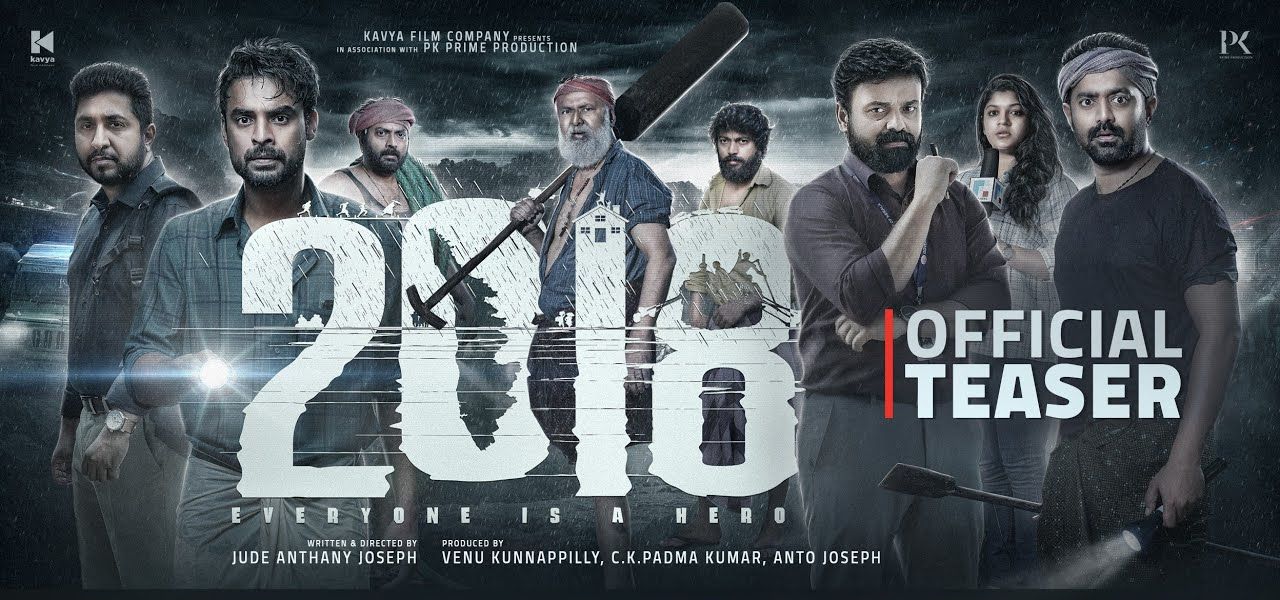 kavya
KAVYA FILM COMPANY PRESENTS
IN ASSOCIATION WITH PK PRIME PRODUCTION
PK
2018
OFFICIAL
TEASER
EVERYONE IS A HERO
WRITTEN & DIRECTED BY
JUDE ANTHANY JOSEPH
PRODUCED BY
VENU KUNNAPPILLY, C.K.PADMA KUMAR, ANTO JOSEPH